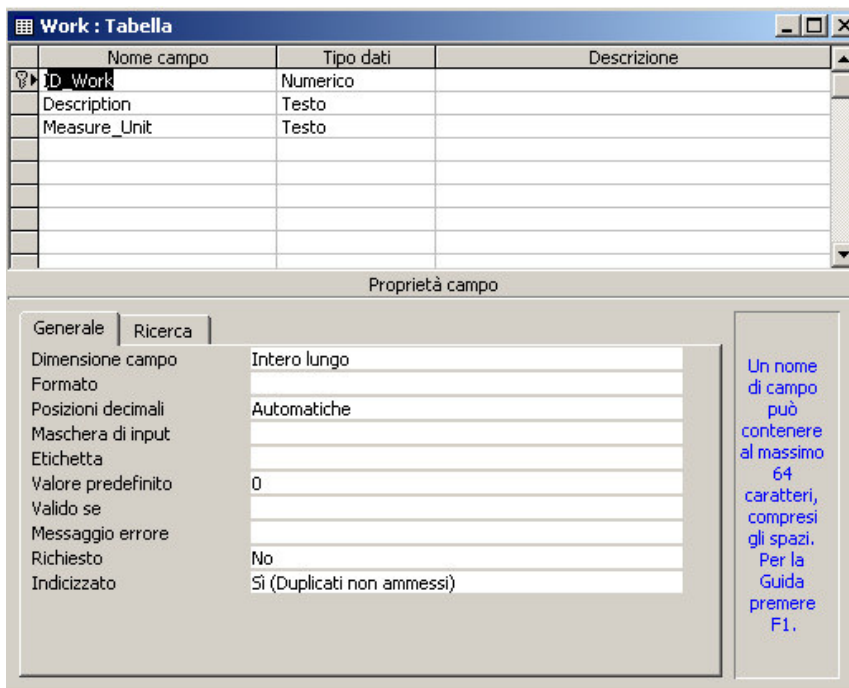 Work : Tabella
Nome campo Tipo dati Descrizione
ID_Work Numerico
Description Testo
Measure_Unit Testo
Proprietà campo
Generale Ricerca
Dimensione campo Intero lungo
Formato
Posizioni decimali Automatiche
Maschera di input
Etichetta
Valore predefinito 0
Valido se
Messaggio errore
Richiesto No
Indicizzato Sì (Duplicati non ammessi)
Un nome
di campo
può
contenere
al massimo
64
caratteri,
compresi
gli spazi.
Per la
Guida
premere
F1.